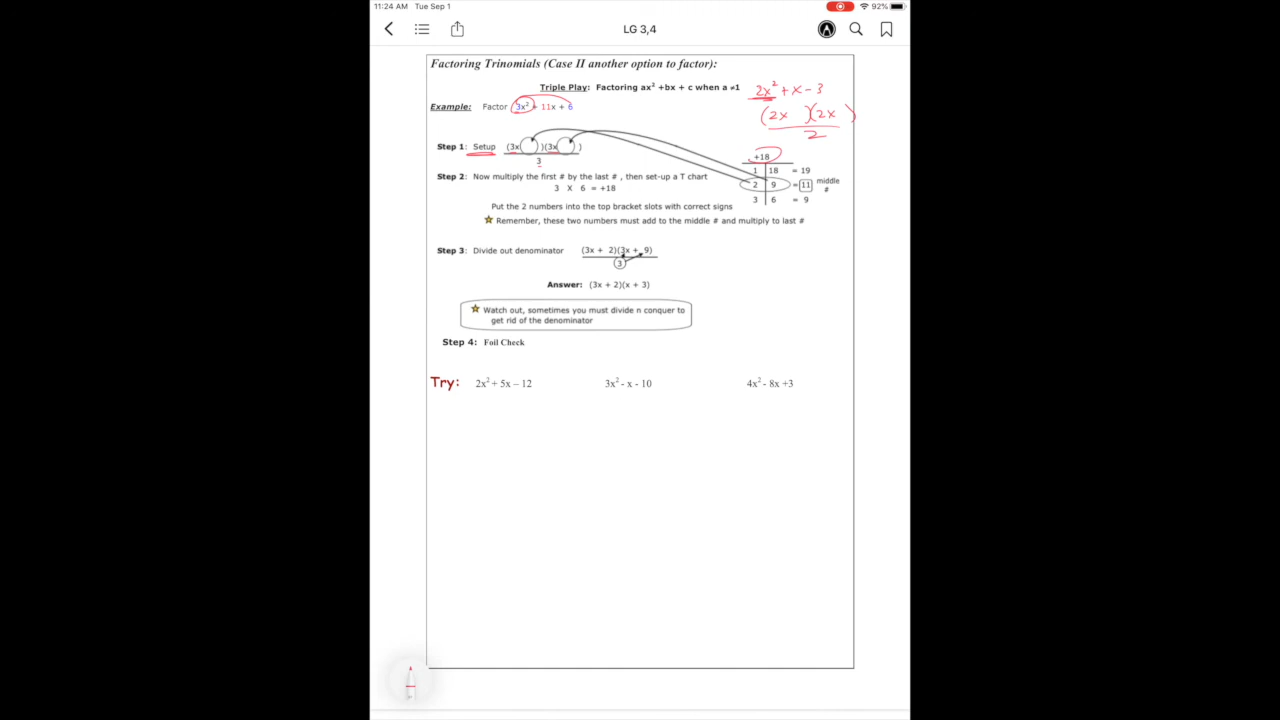 11:24 AM Tue Sep 1
92%
LG 3,4
Factoring Trinomials (Case II another option to factor):
Triple Play: Factoring ax² +bx + c when a ≠1
2x² + x - 3
Example: Factor 3x² + 11x + 6
(2x )(2x )
2
Step 1: Setup (3x )(3x )
3
+18
1 18 = 19
2 9 = 11 middle #
3 6 = 9
Step 2: Now multiply the first # by the last # , then set-up a T chart
3 X 6 = +18
Put the 2 numbers into the top bracket slots with correct signs
Remember, these two numbers must add to the middle # and multiply to last #
Step 3: Divide out denominator (3x + 2)(3x + 9)
3
Answer: (3x + 2)(x + 3)
Watch out, sometimes you must divide n conquer to
get rid of the denominator
Step 4: Foil Check
Try: 2x² + 5x – 12 3x² - x - 10 4x² - 8x +3